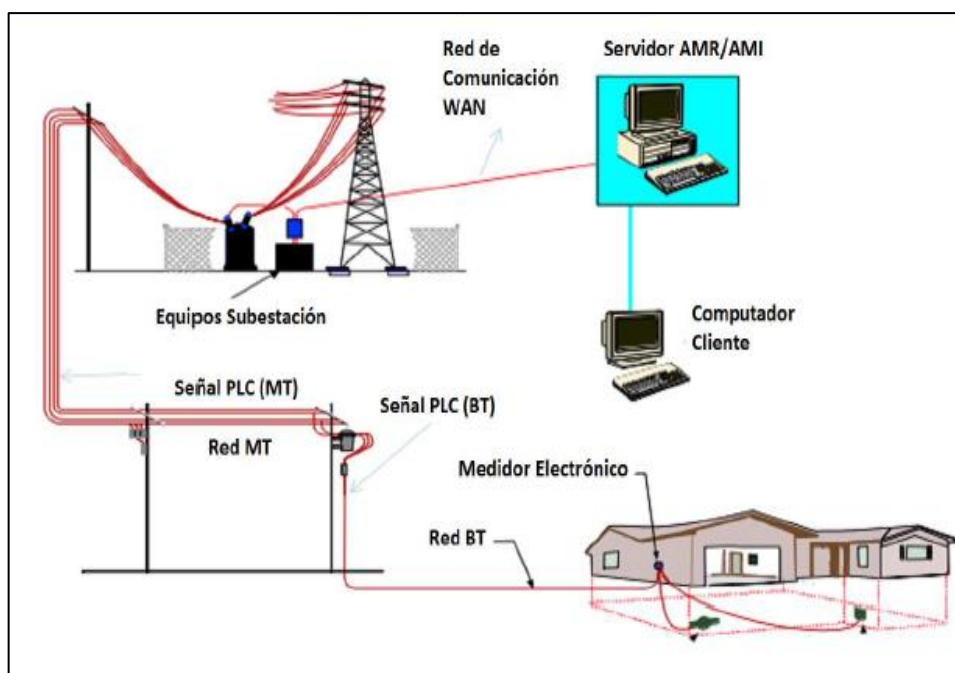 Red de
Comunicación
WAN
Servidor AMR/AMI
Equipos Subestación
Computador
Cliente
Señal PLC (MT)
Señal PLC (BT)
Red MT
Medidor Electrónico
Red BT